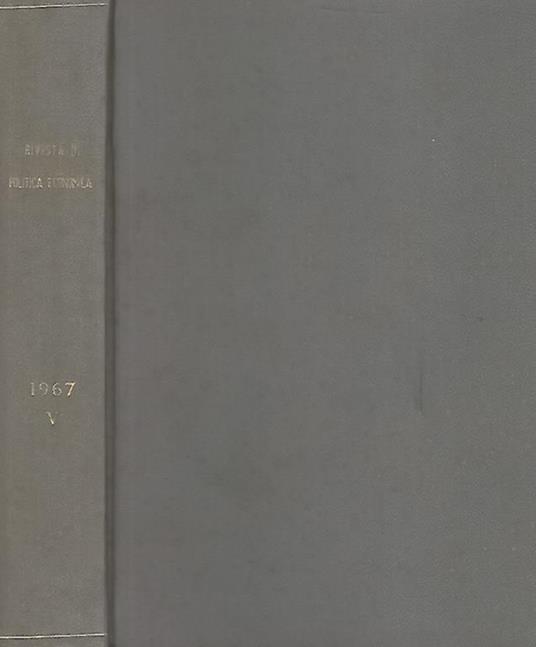 RIVISTA DI
POLITICA ECONOMICA
1967
V